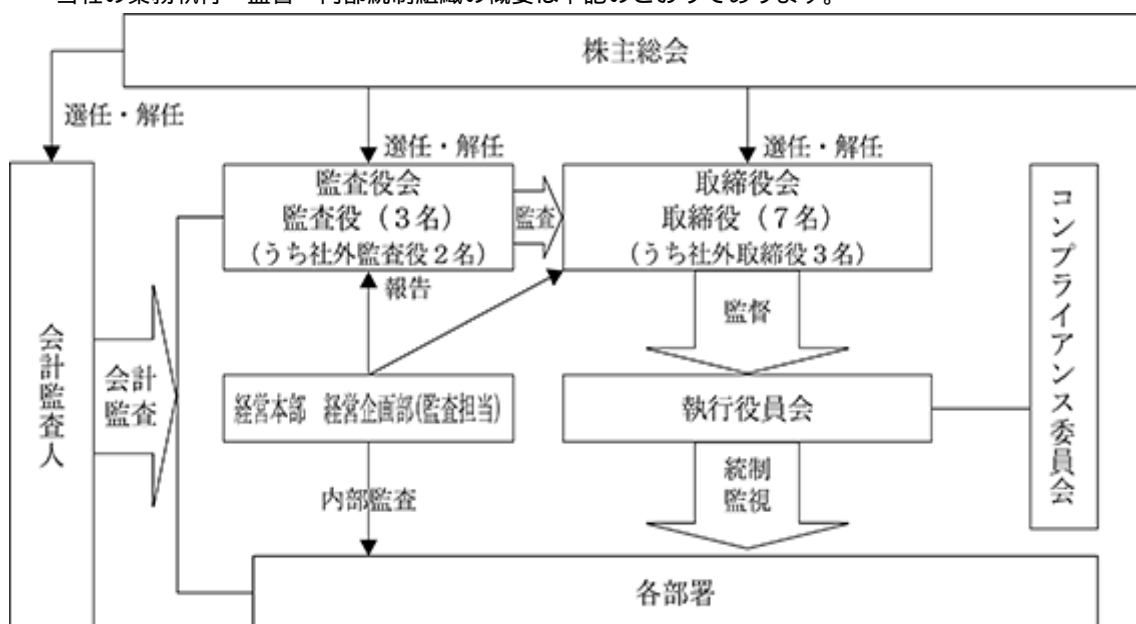 当社の業務執行・監督・内部統制組織の概要は下記のとおりであります。
株主総会
選任・解任
選任・解任
選任・解任
監査役会
監査役（３名）
（うち社外監査役２名）
監査
取締役会
取締役（７名）
（うち社外取締役３名）
コンプライアンス委員会
報告
監督
会計監査人
会計
監査
経営本部　経営企画部(監査担当)
執行役員会
内部監査
統制
監視
各部署